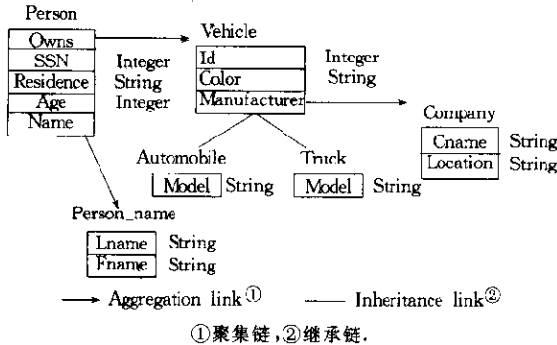 Person
Vehicle
Owns
SSN Integer
Residence String
Age Integer
Name
Id Integer
Color String
Manufacturer
Company
Cname String
Location String
Automobile Truck
Model String Model String
Person_name
Lname String
Fname String
Aggregation link① Inheritance link②
①聚集链,②继承链.